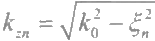 $k_{zn} = \sqrt{k_0^2 - \xi_n^2}$